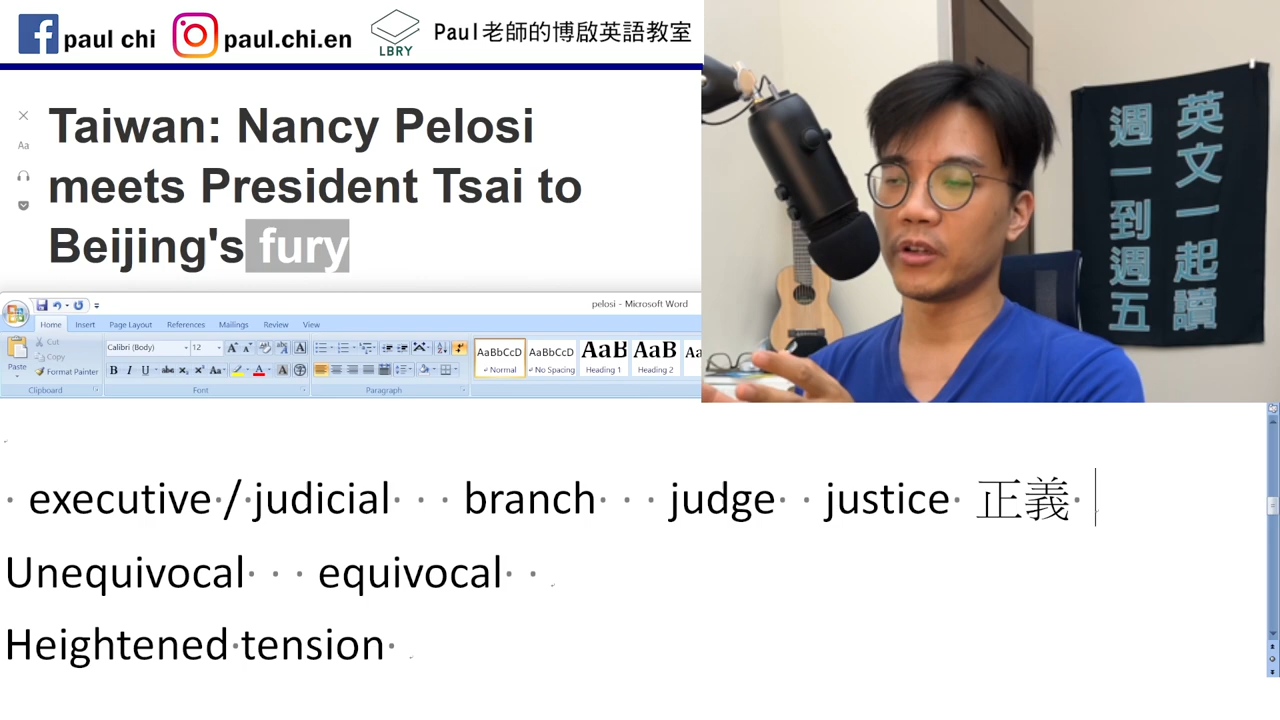 paul chi
paul.chi.en
LBRY
Paul老師的博啟英語教室
Taiwan: Nancy Pelosi
meets President Tsai to
Beijing's fury
Aa
pelosi - Microsoft Word
Home Insert Page Layout References Mailings Review View
Paste
Cut
Copy
Format Painter
Clipboard
Calibri (Body) 12
Font
Paragraph
AaBbCcD
Normal
AaBbCcD
No Spacing
AaBb
Heading 1
AaB
Heading 2
executive / judicial branch judge justice 正義
Unequivocal equivocal
Heightened tension
英文一起讀
週一到週五